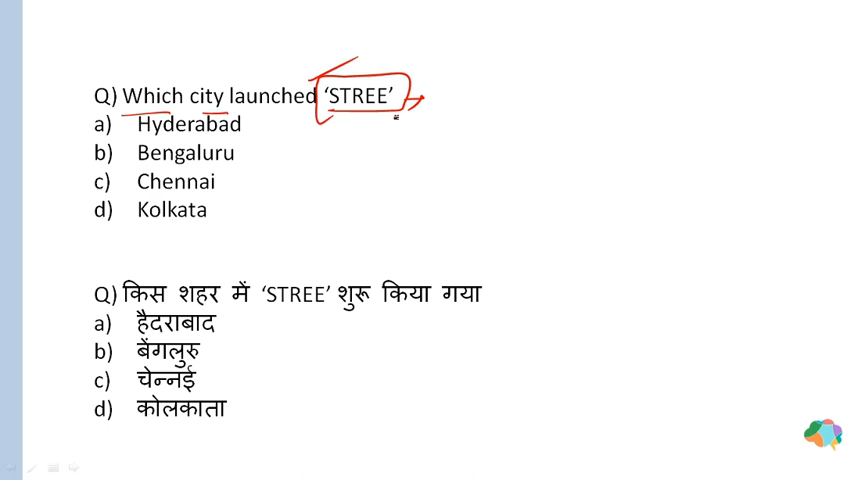 Q) Which city launched ‘STREE’
a) Hyderabad
b) Bengaluru
c) Chennai
d) Kolkata
Q) किस शहर में ‘STREE’ शुरू किया गया
a) हैदराबाद
b) बेंगलुरु
c) चेन्नई
d) कोलकाता